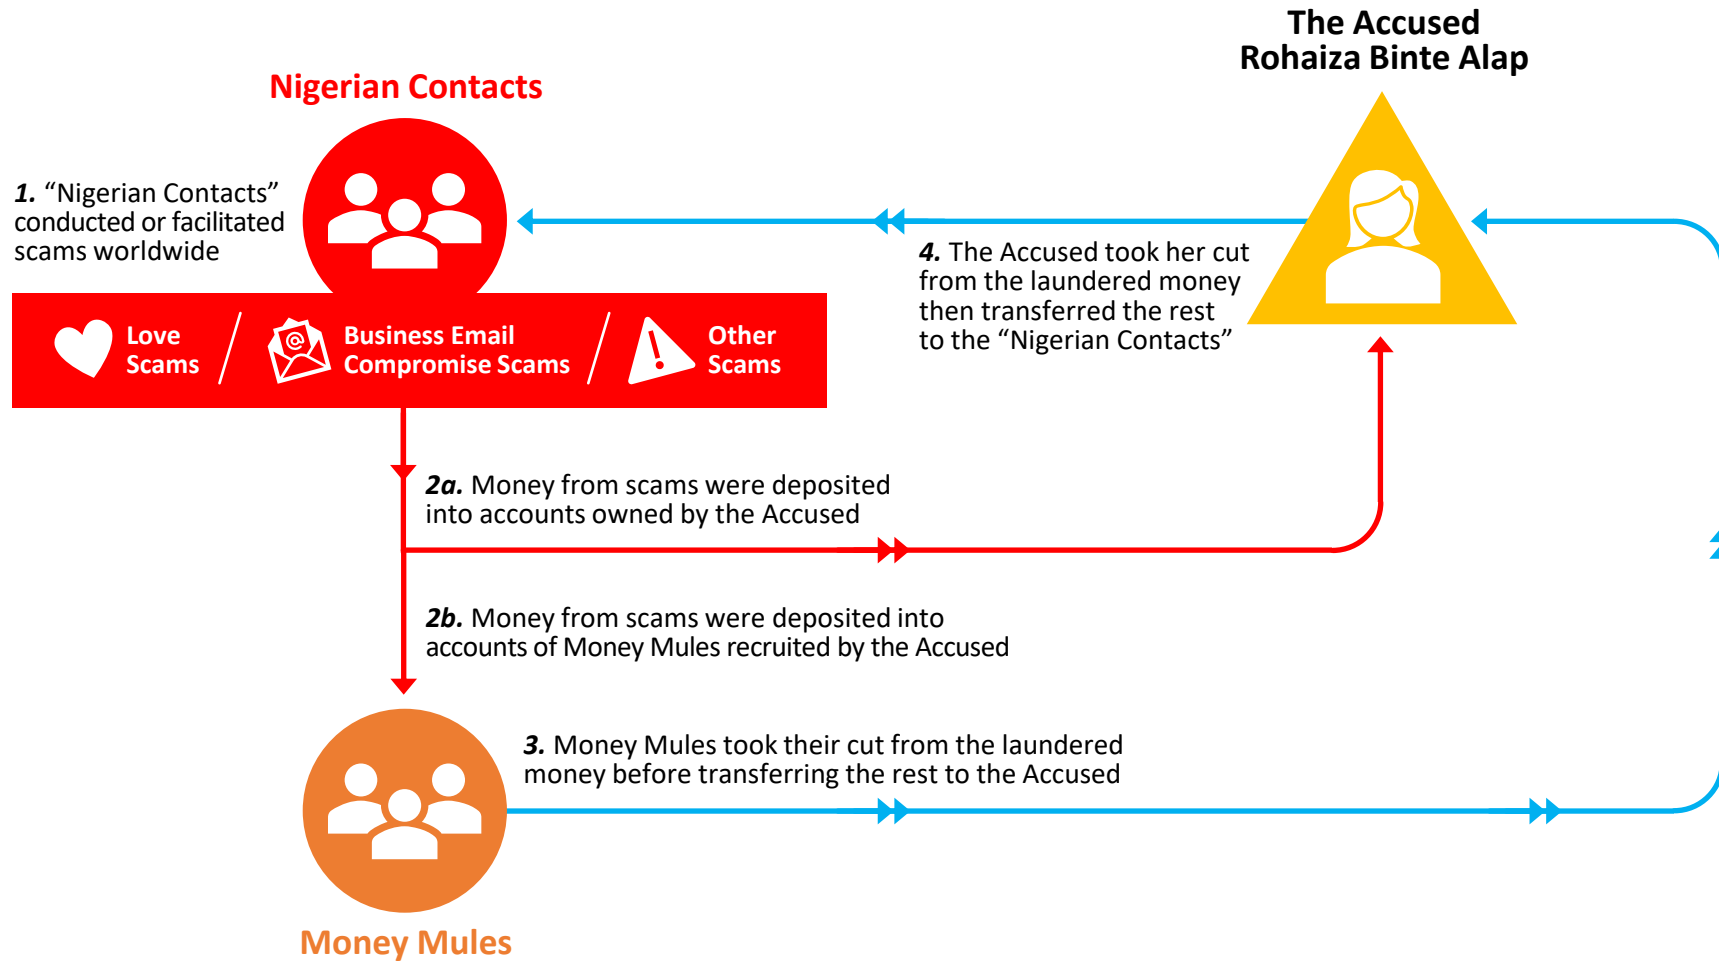 The Accused
Rohaiza Binte Alap
Nigerian Contacts
1. “Nigerian Contacts”
conducted or facilitated
scams worldwide
Love
Scams
@
Business Email
Compromise Scams
!
Other
Scams
4. The Accused took her cut
from the laundered money
then transferred the rest
to the “Nigerian Contacts”
2a. Money from scams were deposited
into accounts owned by the Accused
2b. Money from scams were deposited into
accounts of Money Mules recruited by the Accused
3. Money Mules took their cut from the laundered
money before transferring the rest to the Accused
Money Mules